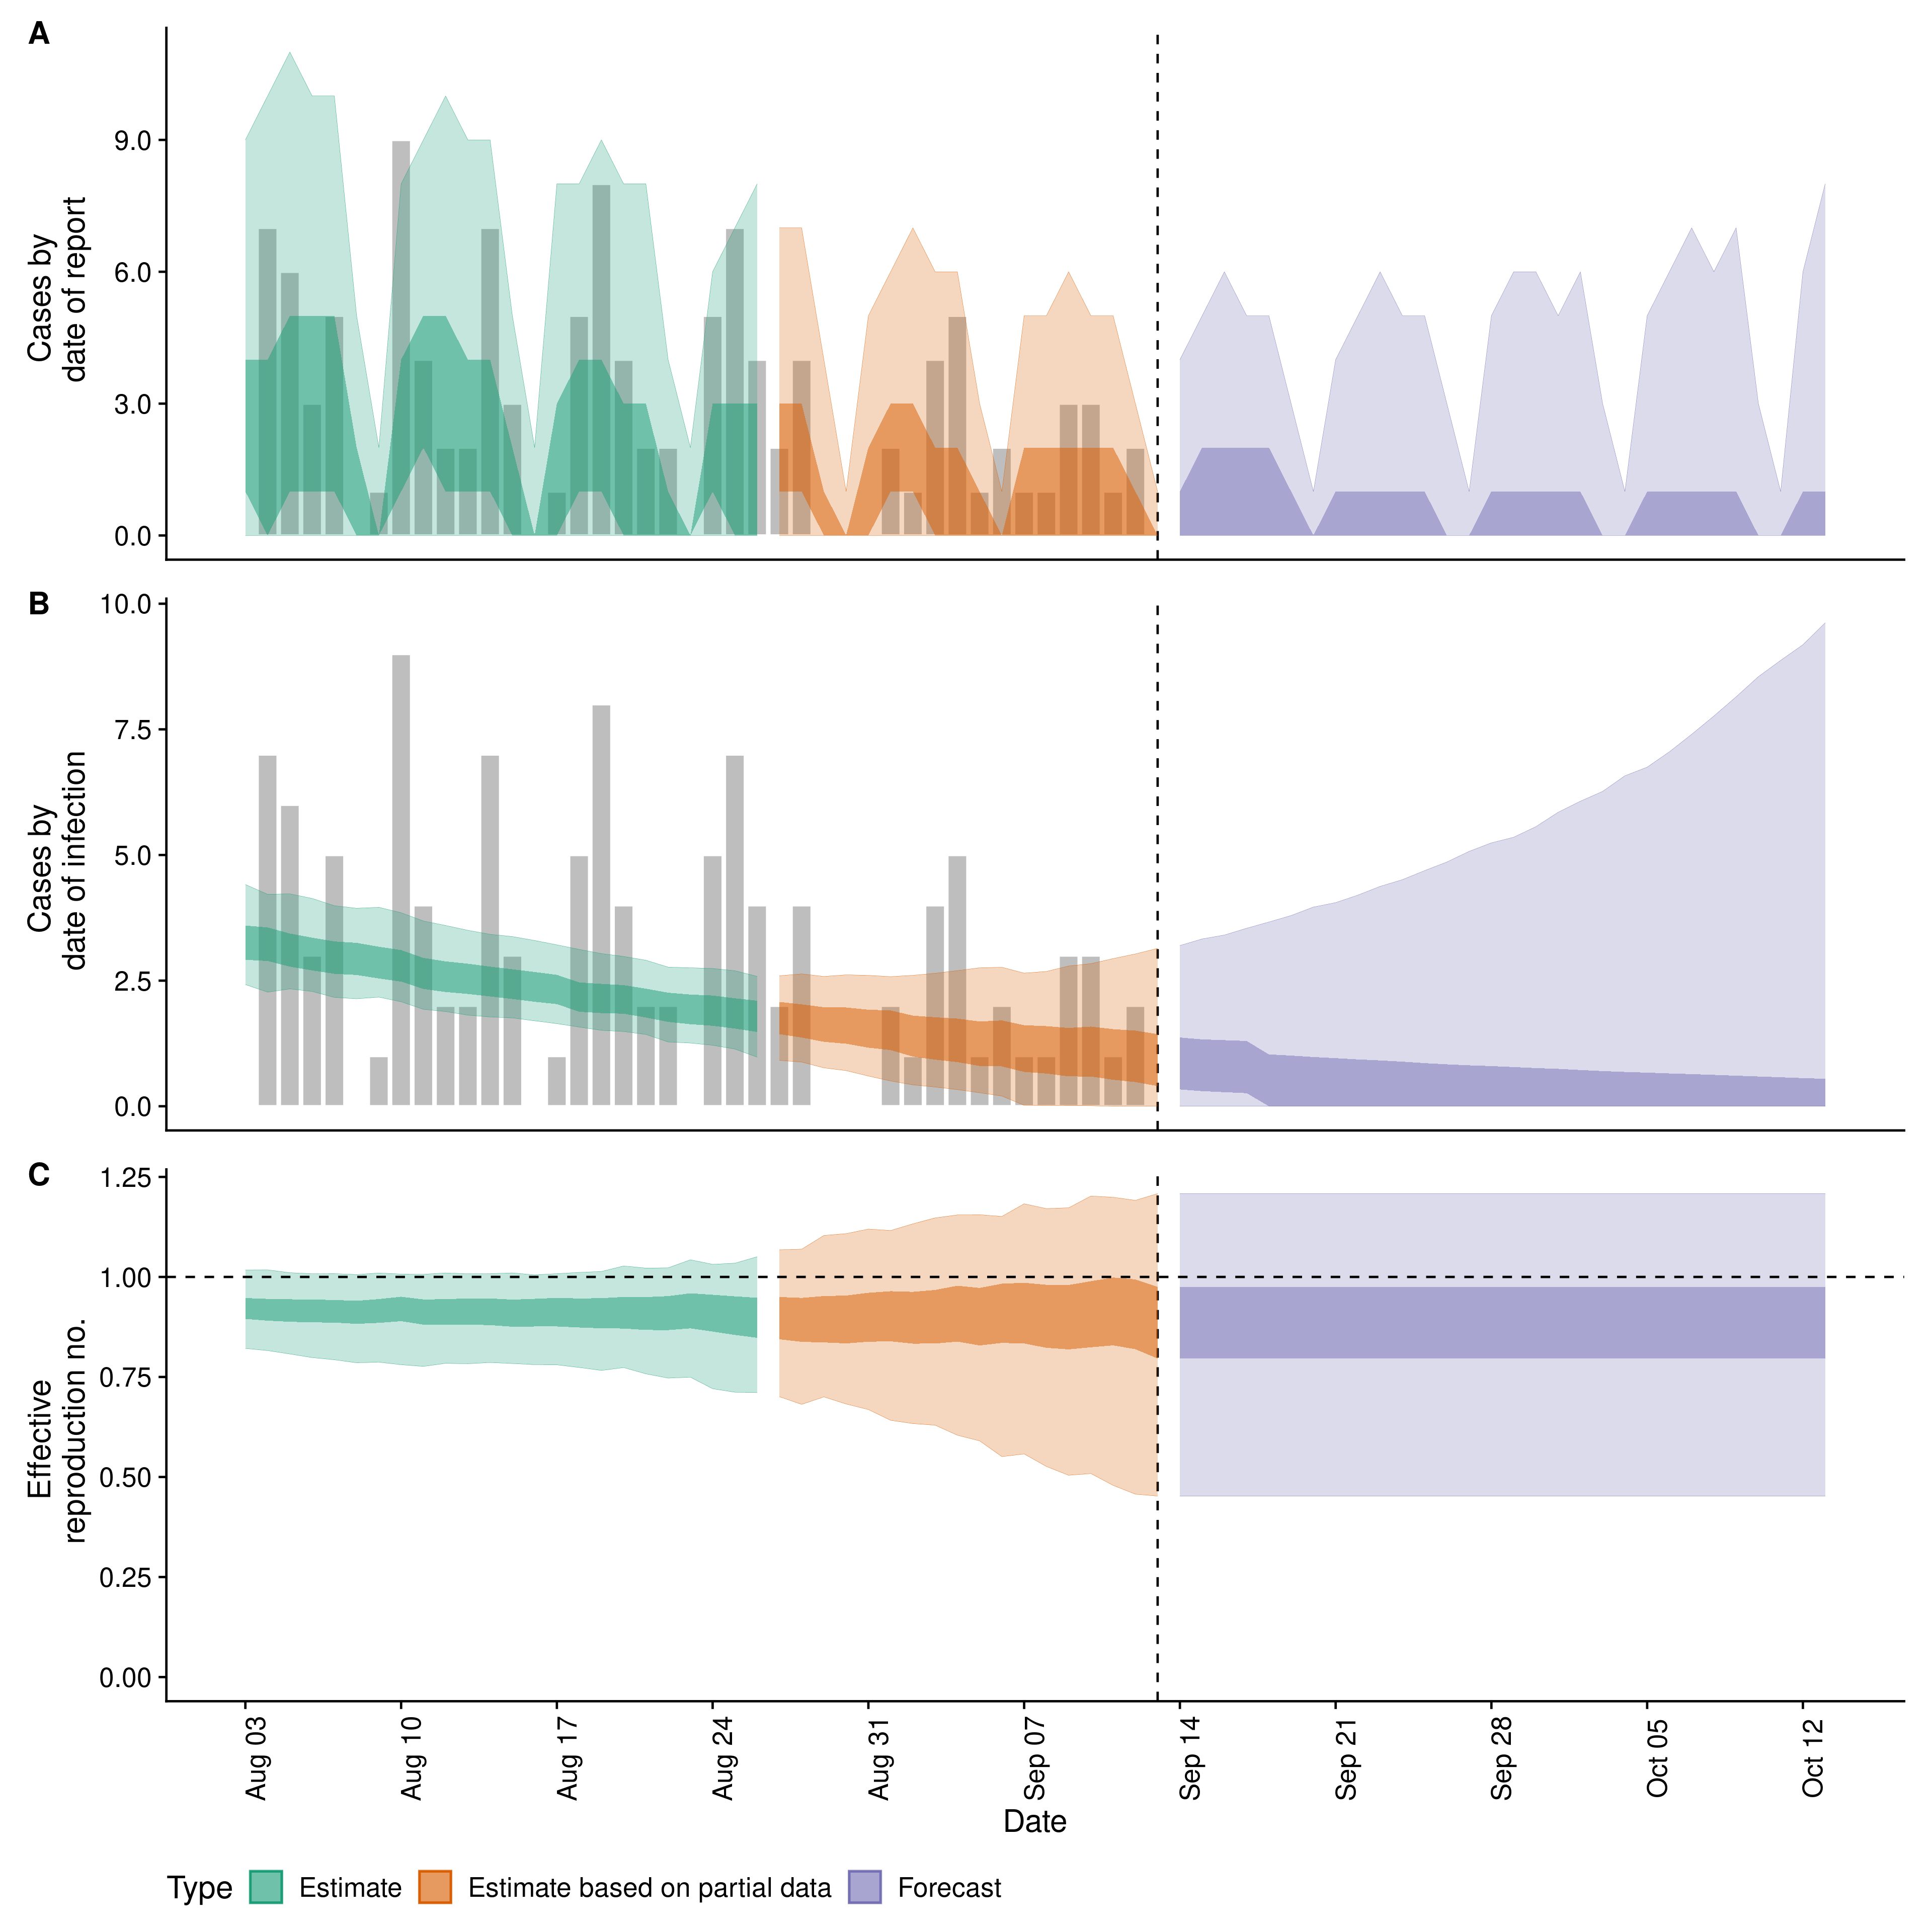 A
Cases by
date of report
9.0
6.0
3.0
0.0
B
Cases by
date of infection
10.0
7.5
5.0
2.5
0.0
C
Effective
reproduction no.
1.25
1.00
0.75
0.50
0.25
0.00
Aug 03
Aug 10
Aug 17
Aug 24
Aug 31
Sep 07
Sep 14
Sep 21
Sep 28
Oct 05
Oct 12
Date
Type Estimate Estimate based on partial data Forecast